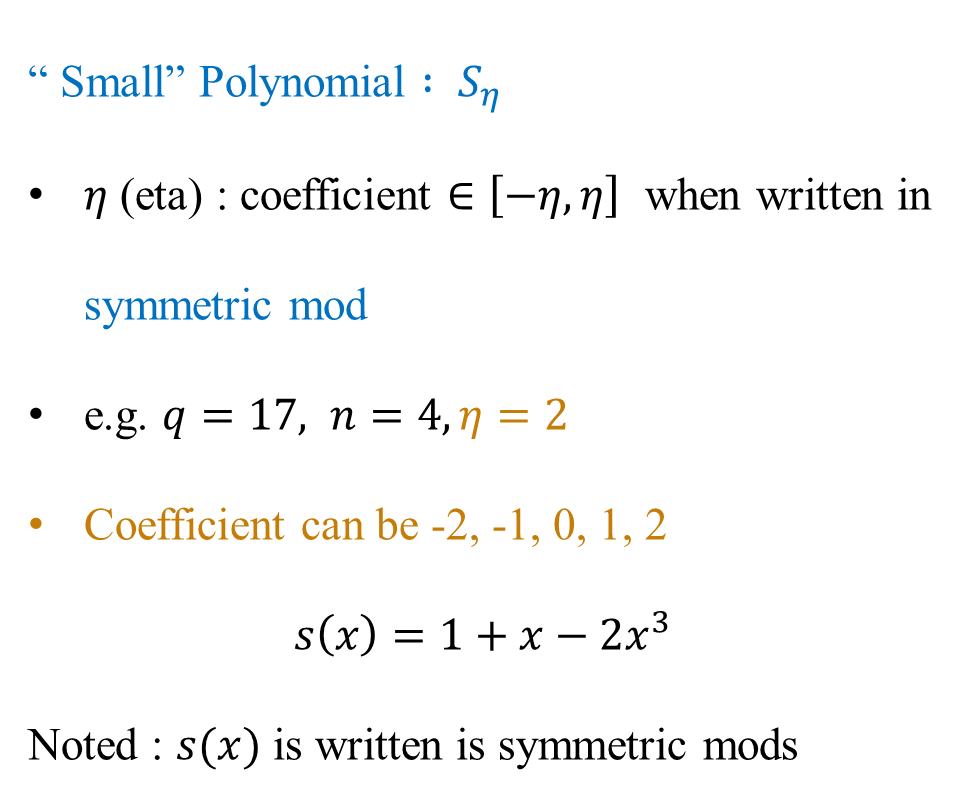 “ Small” Polynomial : 𝑆𝜂
• 𝜂 (eta) : coefficient ∈ [−𝜂, 𝜂] when written in
symmetric mod
• e.g. 𝑞 = 17, 𝑛 = 4, 𝜂 = 2
• Coefficient can be -2, -1, 0, 1, 2
𝑠(𝑥) = 1 + 𝑥 − 2𝑥³
Noted : 𝑠(𝑥) is written is symmetric mods